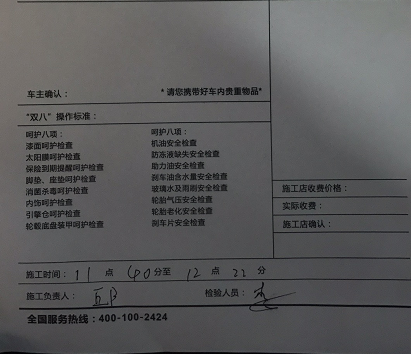 车主确认：
*请您携带好车内贵重物品*
“双八”操作标准：
呵护八项：
漆面呵护检查
太阳膜呵护检查
保险到期提醒呵护检查
脚垫、座垫呵护检查
消菌杀毒呵护检查
内饰呵护检查
引擎仓呵护检查
轮毂底盘装甲呵护检查
呵护八项：
机油安全检查
防冻液缺失安全检查
助力油安全检查
刹车油含水量安全检查
玻璃水及雨刷安全检查
轮胎气压安全检查
轮胎老化安全检查
刹车片安全检查
施工店收费价格：
实际收费：
施工店确认：
施工时间：11 点 40 分至 12 点 22 分
施工负责人：
检验人员：
全国服务热线：400-100-2424